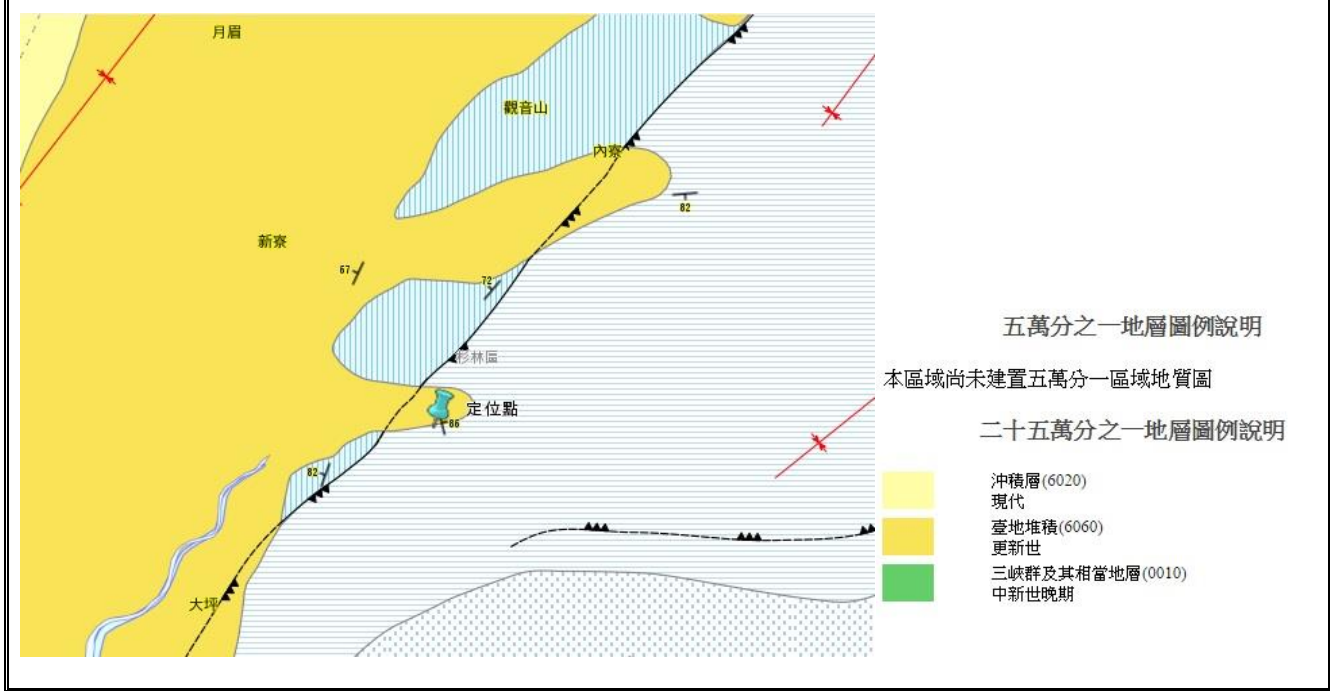 月眉
觀音山
內寮
82
新寮
67
72
杉林區
定位點
86
82
大坪
五萬分之一地層圖例說明
本區域尚未建置五萬分一區域地質圖
二十五萬分之一地層圖例說明
沖積層(6020)
現代
臺地堆積(6060)
更新世
三峽群及其相當地層(0010)
中新世晚期